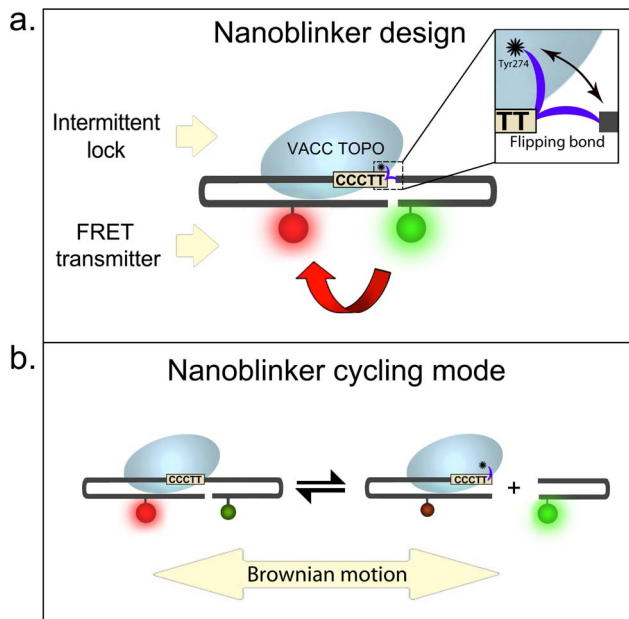 a.
Nanoblinker design
Tyr274
TT
Flipping bond
Intermittent
lock
VACC TOPO
CCCTT
FRET
transmitter
b.
Nanoblinker cycling mode
CCCTT
CCCTT
+
Brownian motion